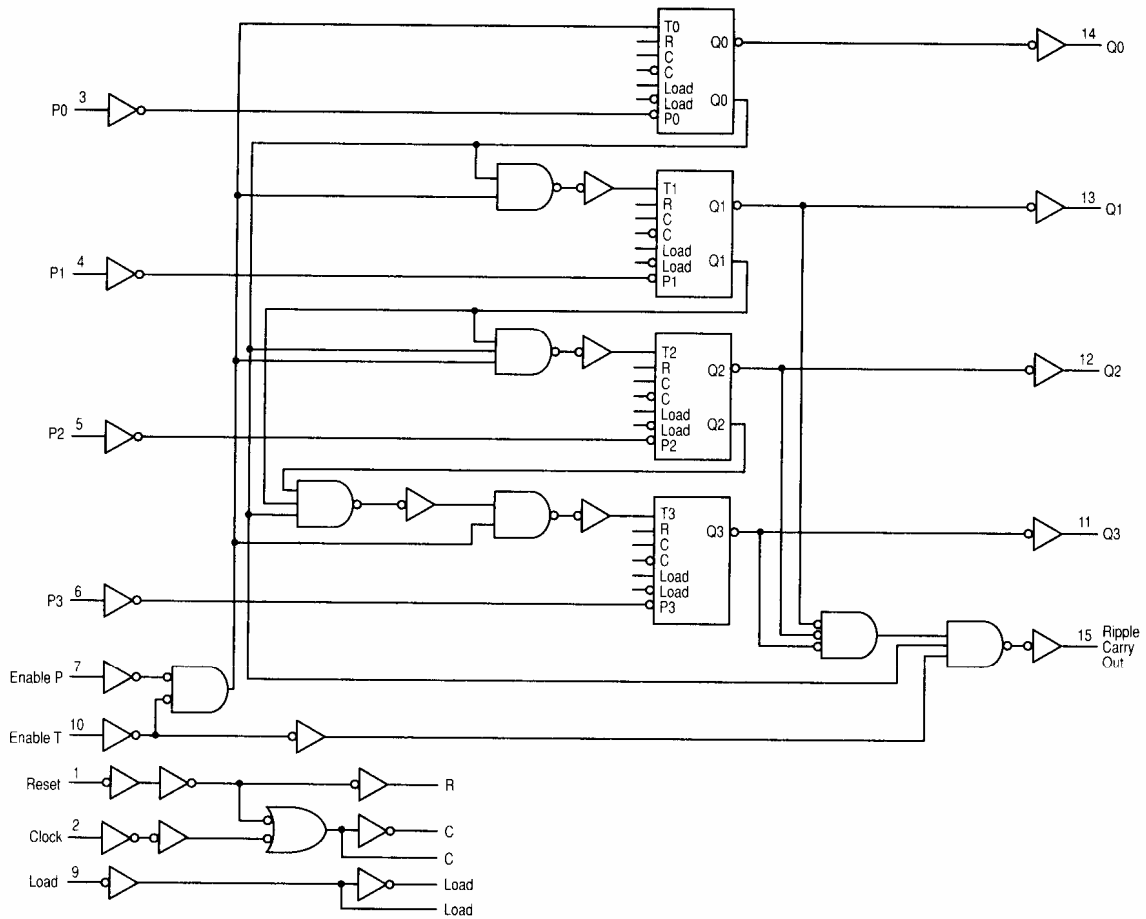 T0
R
C
C
Load
Load
P0
Q0
Q0
14
Q0
P0
3
T1
R
C
C
Load
Load
P1
Q1
Q1
13
Q1
P1
4
T2
R
C
C
Load
Load
P2
Q2
Q2
12
Q2
P2
5
T3
R
C
C
Load
Load
P3
Q3
11
Q3
P3
6
15
Ripple
Carry
Out
Enable P
7
Enable T
10
Reset
1
R
Clock
2
C
C
Load
9
Load
Load